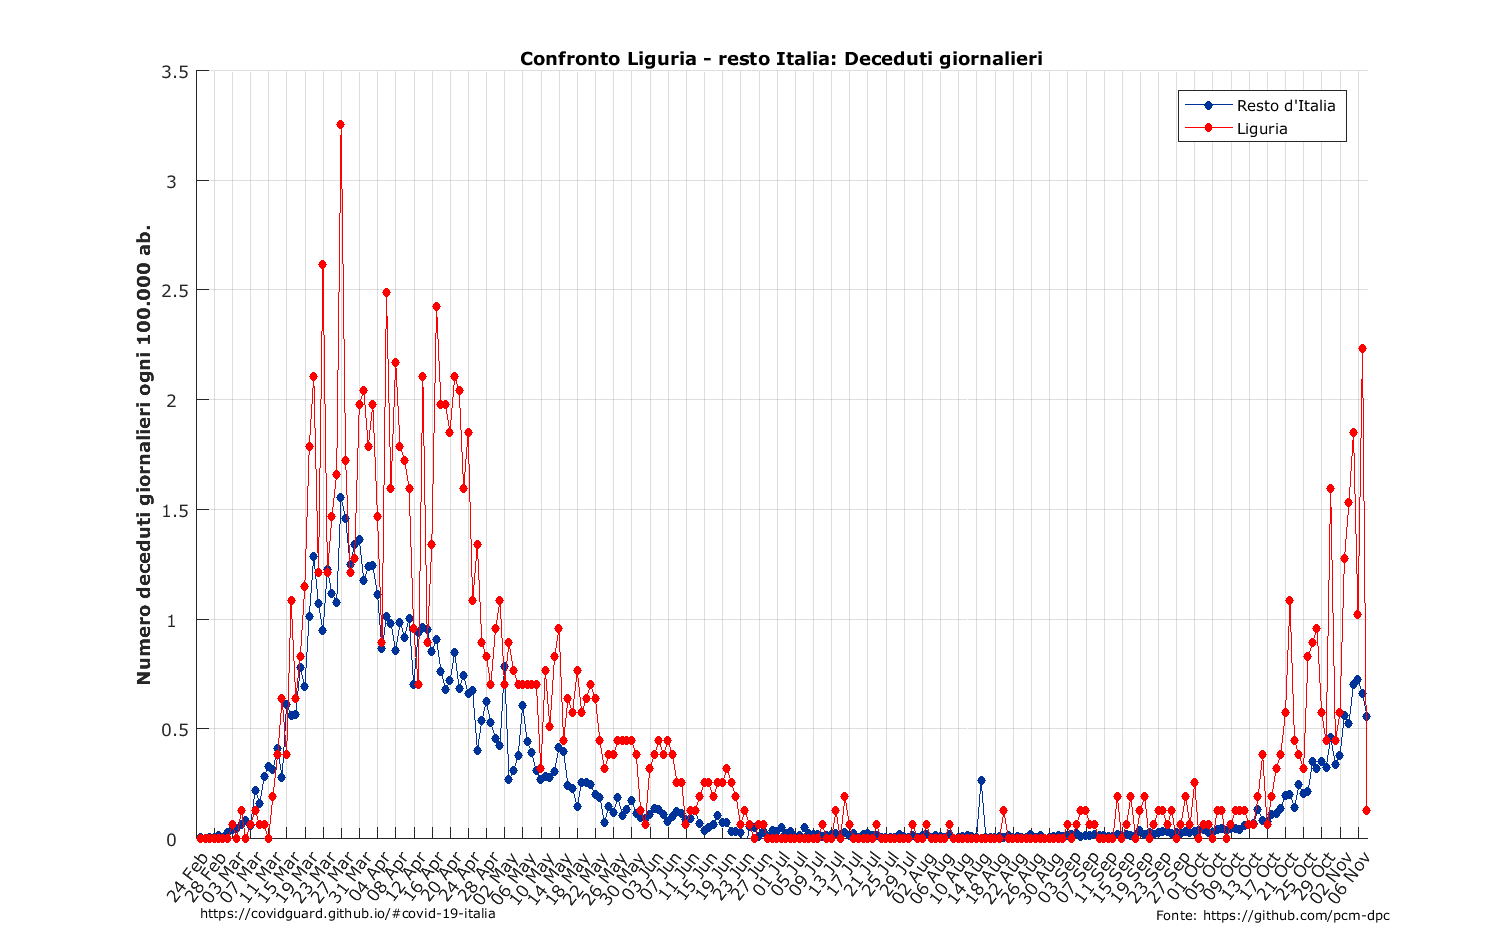 Confronto Liguria - resto Italia: Deceduti giornalieri
Resto d'Italia
Liguria
Numero deceduti giornalieri ogni 100.000 ab.
3.5
3
2.5
2
1.5
1
0.5
0
24 Feb
28 Feb
03 Mar
07 Mar
11 Mar
15 Mar
19 Mar
23 Mar
27 Mar
31 Mar
04 Apr
08 Apr
12 Apr
16 Apr
20 Apr
24 Apr
28 Apr
02 May
06 May
10 May
14 May
18 May
22 May
26 May
30 May
03 Jun
07 Jun
11 Jun
15 Jun
19 Jun
23 Jun
27 Jun
01 Jul
05 Jul
09 Jul
13 Jul
17 Jul
21 Jul
25 Jul
29 Jul
02 Aug
06 Aug
10 Aug
14 Aug
18 Aug
22 Aug
26 Aug
30 Aug
03 Sep
07 Sep
11 Sep
15 Sep
19 Sep
23 Sep
27 Sep
01 Oct
05 Oct
09 Oct
13 Oct
17 Oct
21 Oct
25 Oct
29 Oct
02 Nov
06 Nov
https://covidguard.github.io/#covid-19-italia
Fonte: https://github.com/pcm-dpc